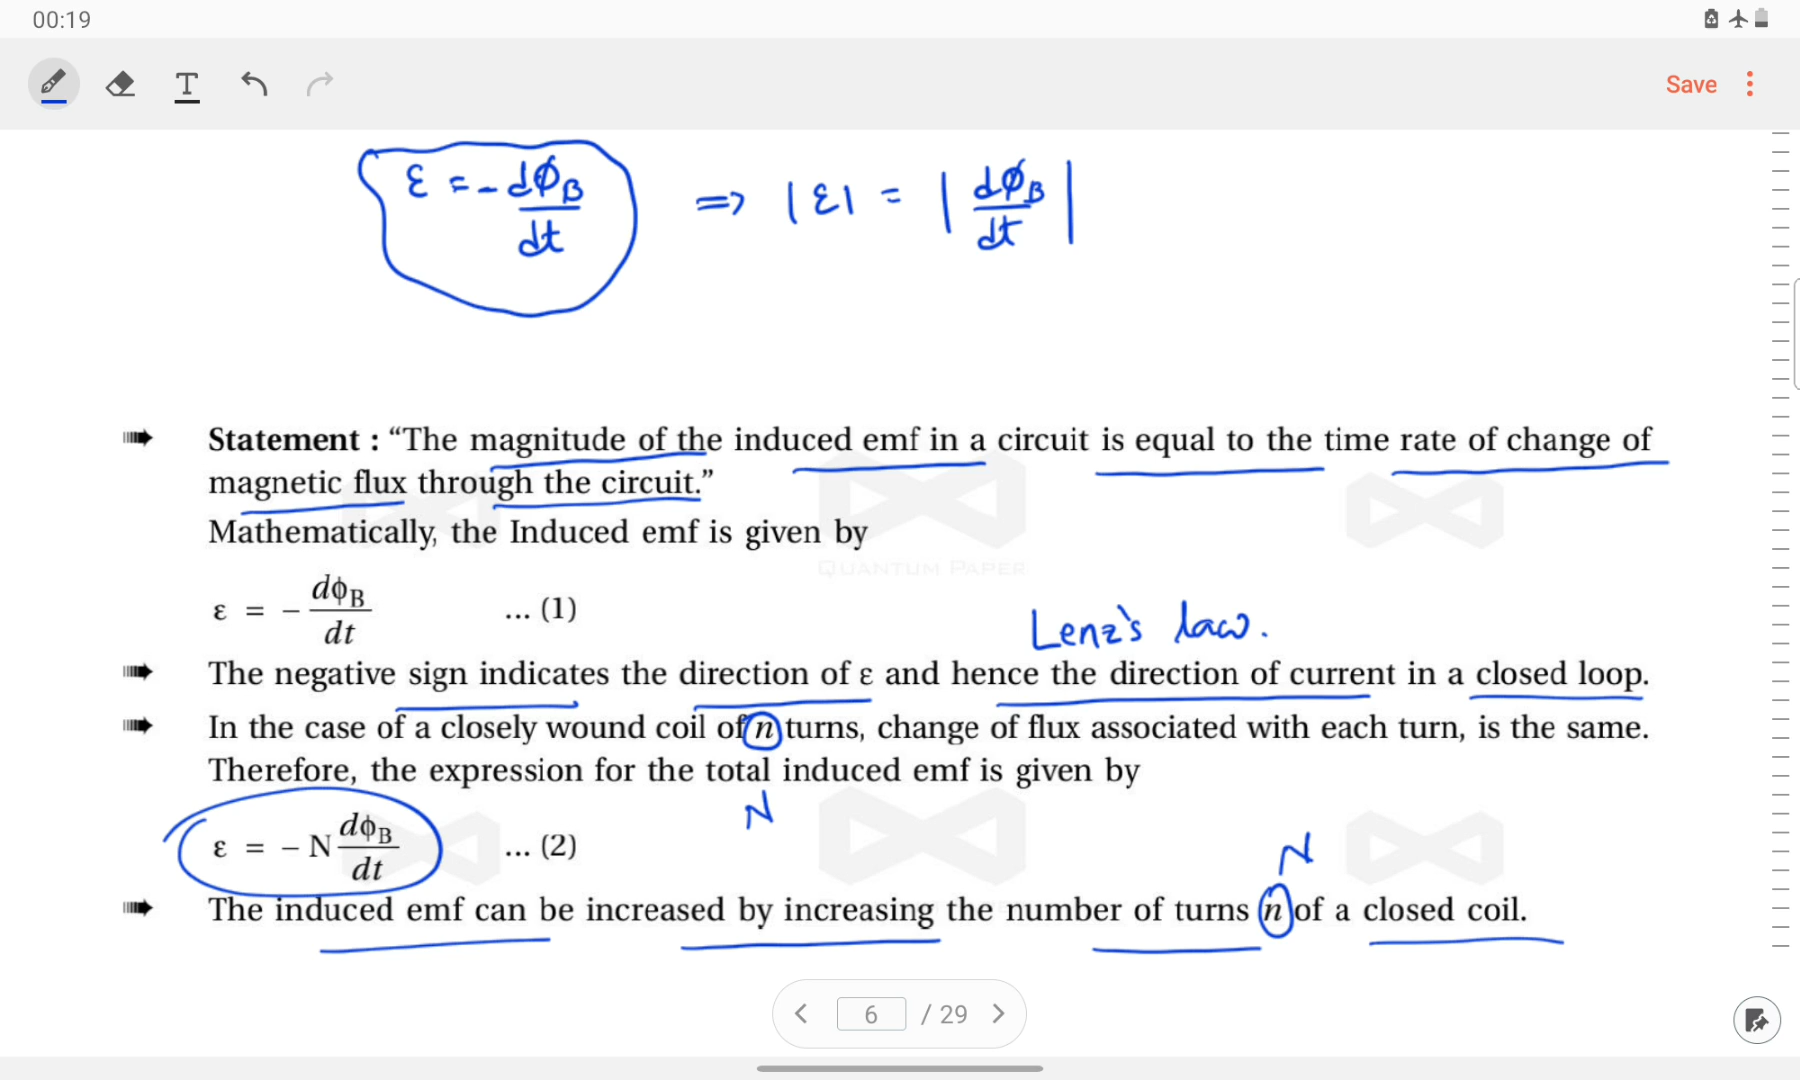 00:19
T
Save
ε = - dϕB/dt ⇒ |ε| = |dϕB/dt|
Statement : “The magnitude of the induced emf in a circuit is equal to the time rate of change of
magnetic flux through the circuit.”
Mathematically, the Induced emf is given by
QUANTUM PAPER
ε = − dϕB/dt ... (1)
Lenz's law.
The negative sign indicates the direction of ε and hence the direction of current in a closed loop.
In the case of a closely wound coil of n turns, change of flux associated with each turn, is the same.
Therefore, the expression for the total induced emf is given by
N
ε = − N dϕB/dt ... (2)
N
The induced emf can be increased by increasing the number of turns n of a closed coil.
6 / 29